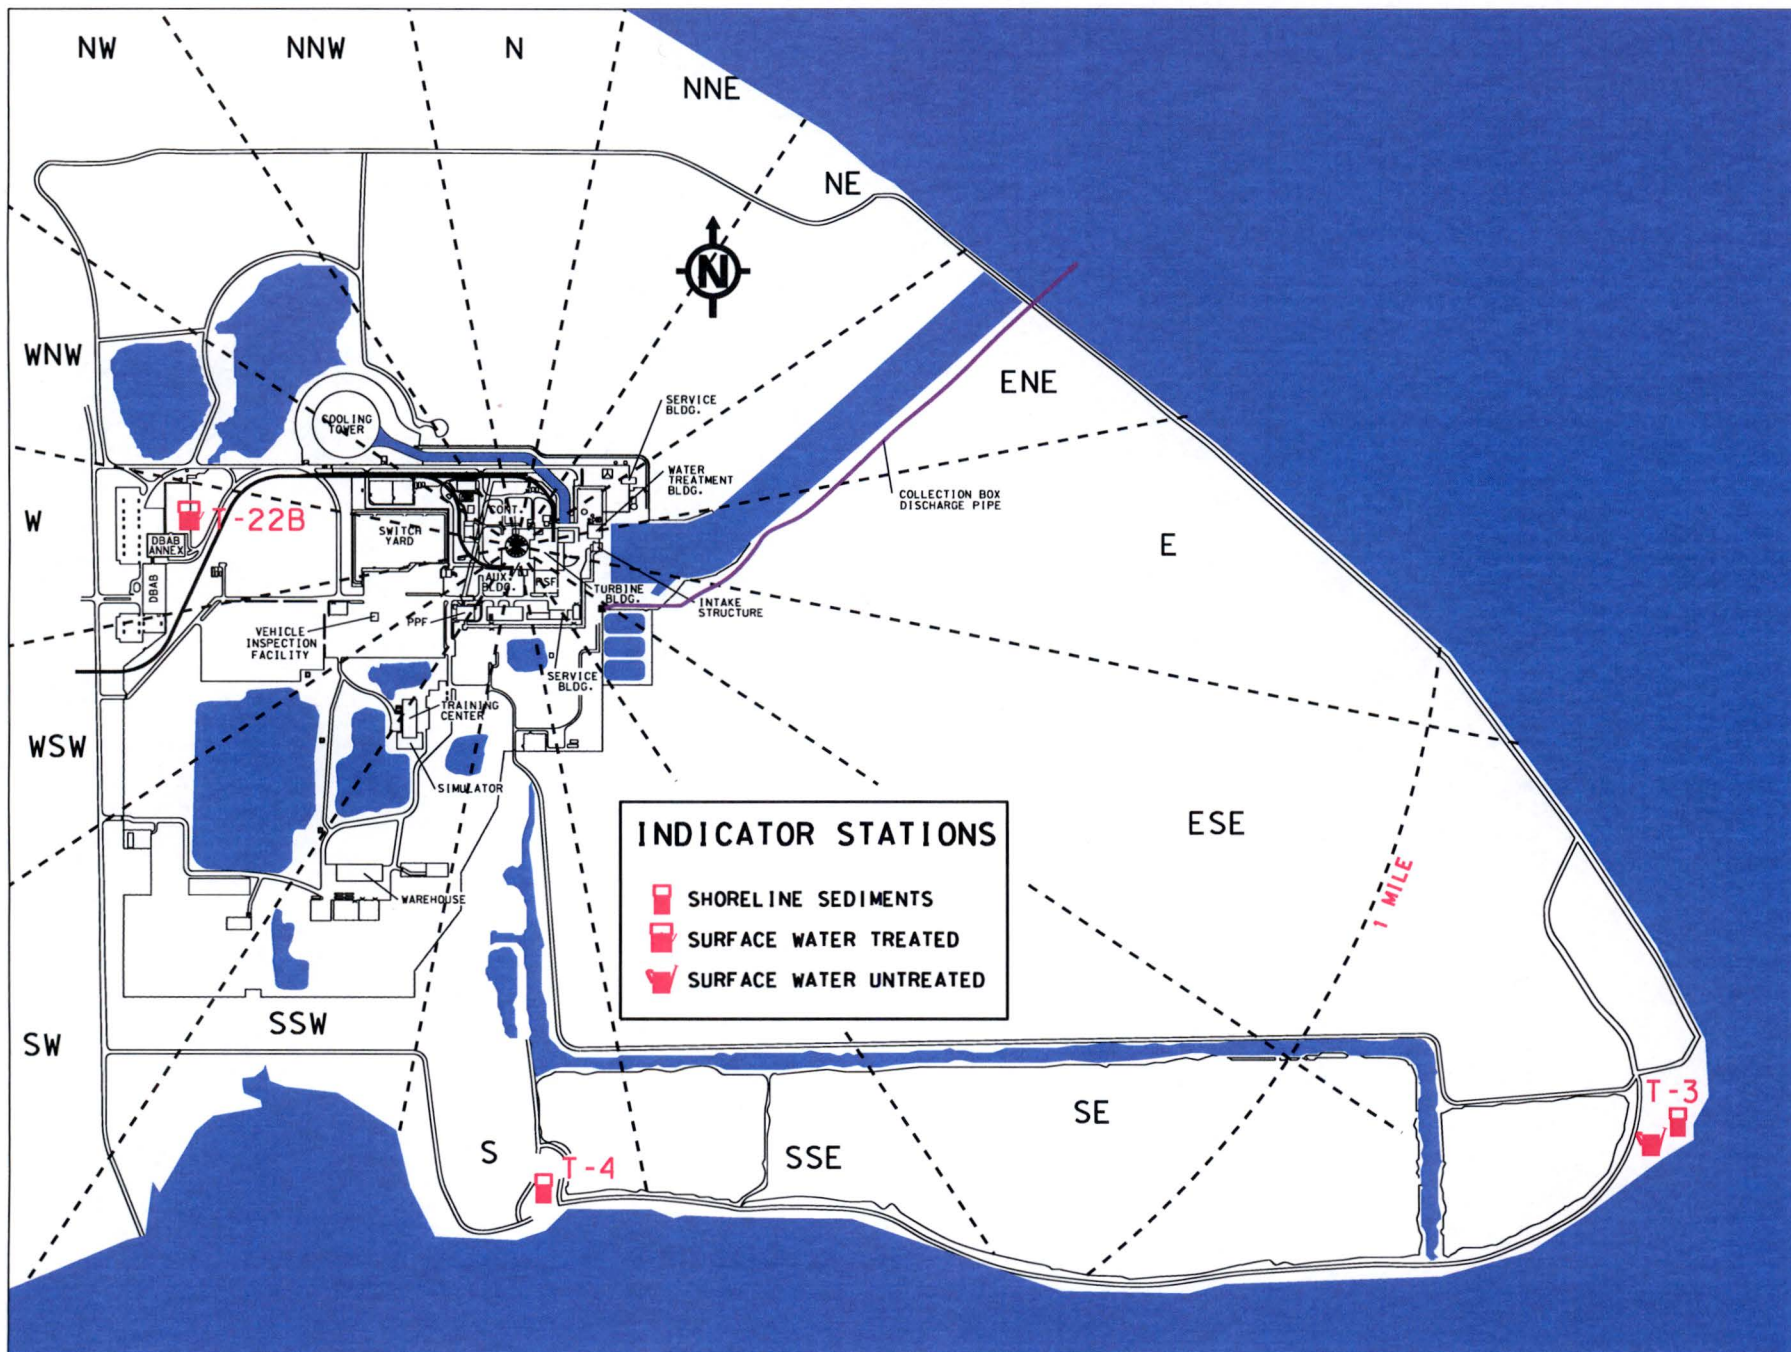 NW
NNW
N
NNE
NE
N
WNW
ENE
SERVICE
BLDG.
COOLING
TOWER
WATER
TREATMENT
BLDG.
COLLECTION BOX
DISCHARGE PIPE
W
T-22B
CONT.
SWITCH
YARD
E
DBAB
ANNEX
DBAB
AUX.
BLDG.
TURBINE
BLDG.
INTAKE
STRUCTURE
PPF
VEHICLE
INSPECTION
FACILITY
SERVICE
BLDG.
TRAINING
CENTER
WSW
SIMULATOR
ESE
INDICATOR STATIONS
SHORELINE SEDIMENTS
SURFACE WATER TREATED
SURFACE WATER UNTREATED
1 MILE
WAREHOUSE
SSW
SW
T-3
SE
S
SSE
T-4